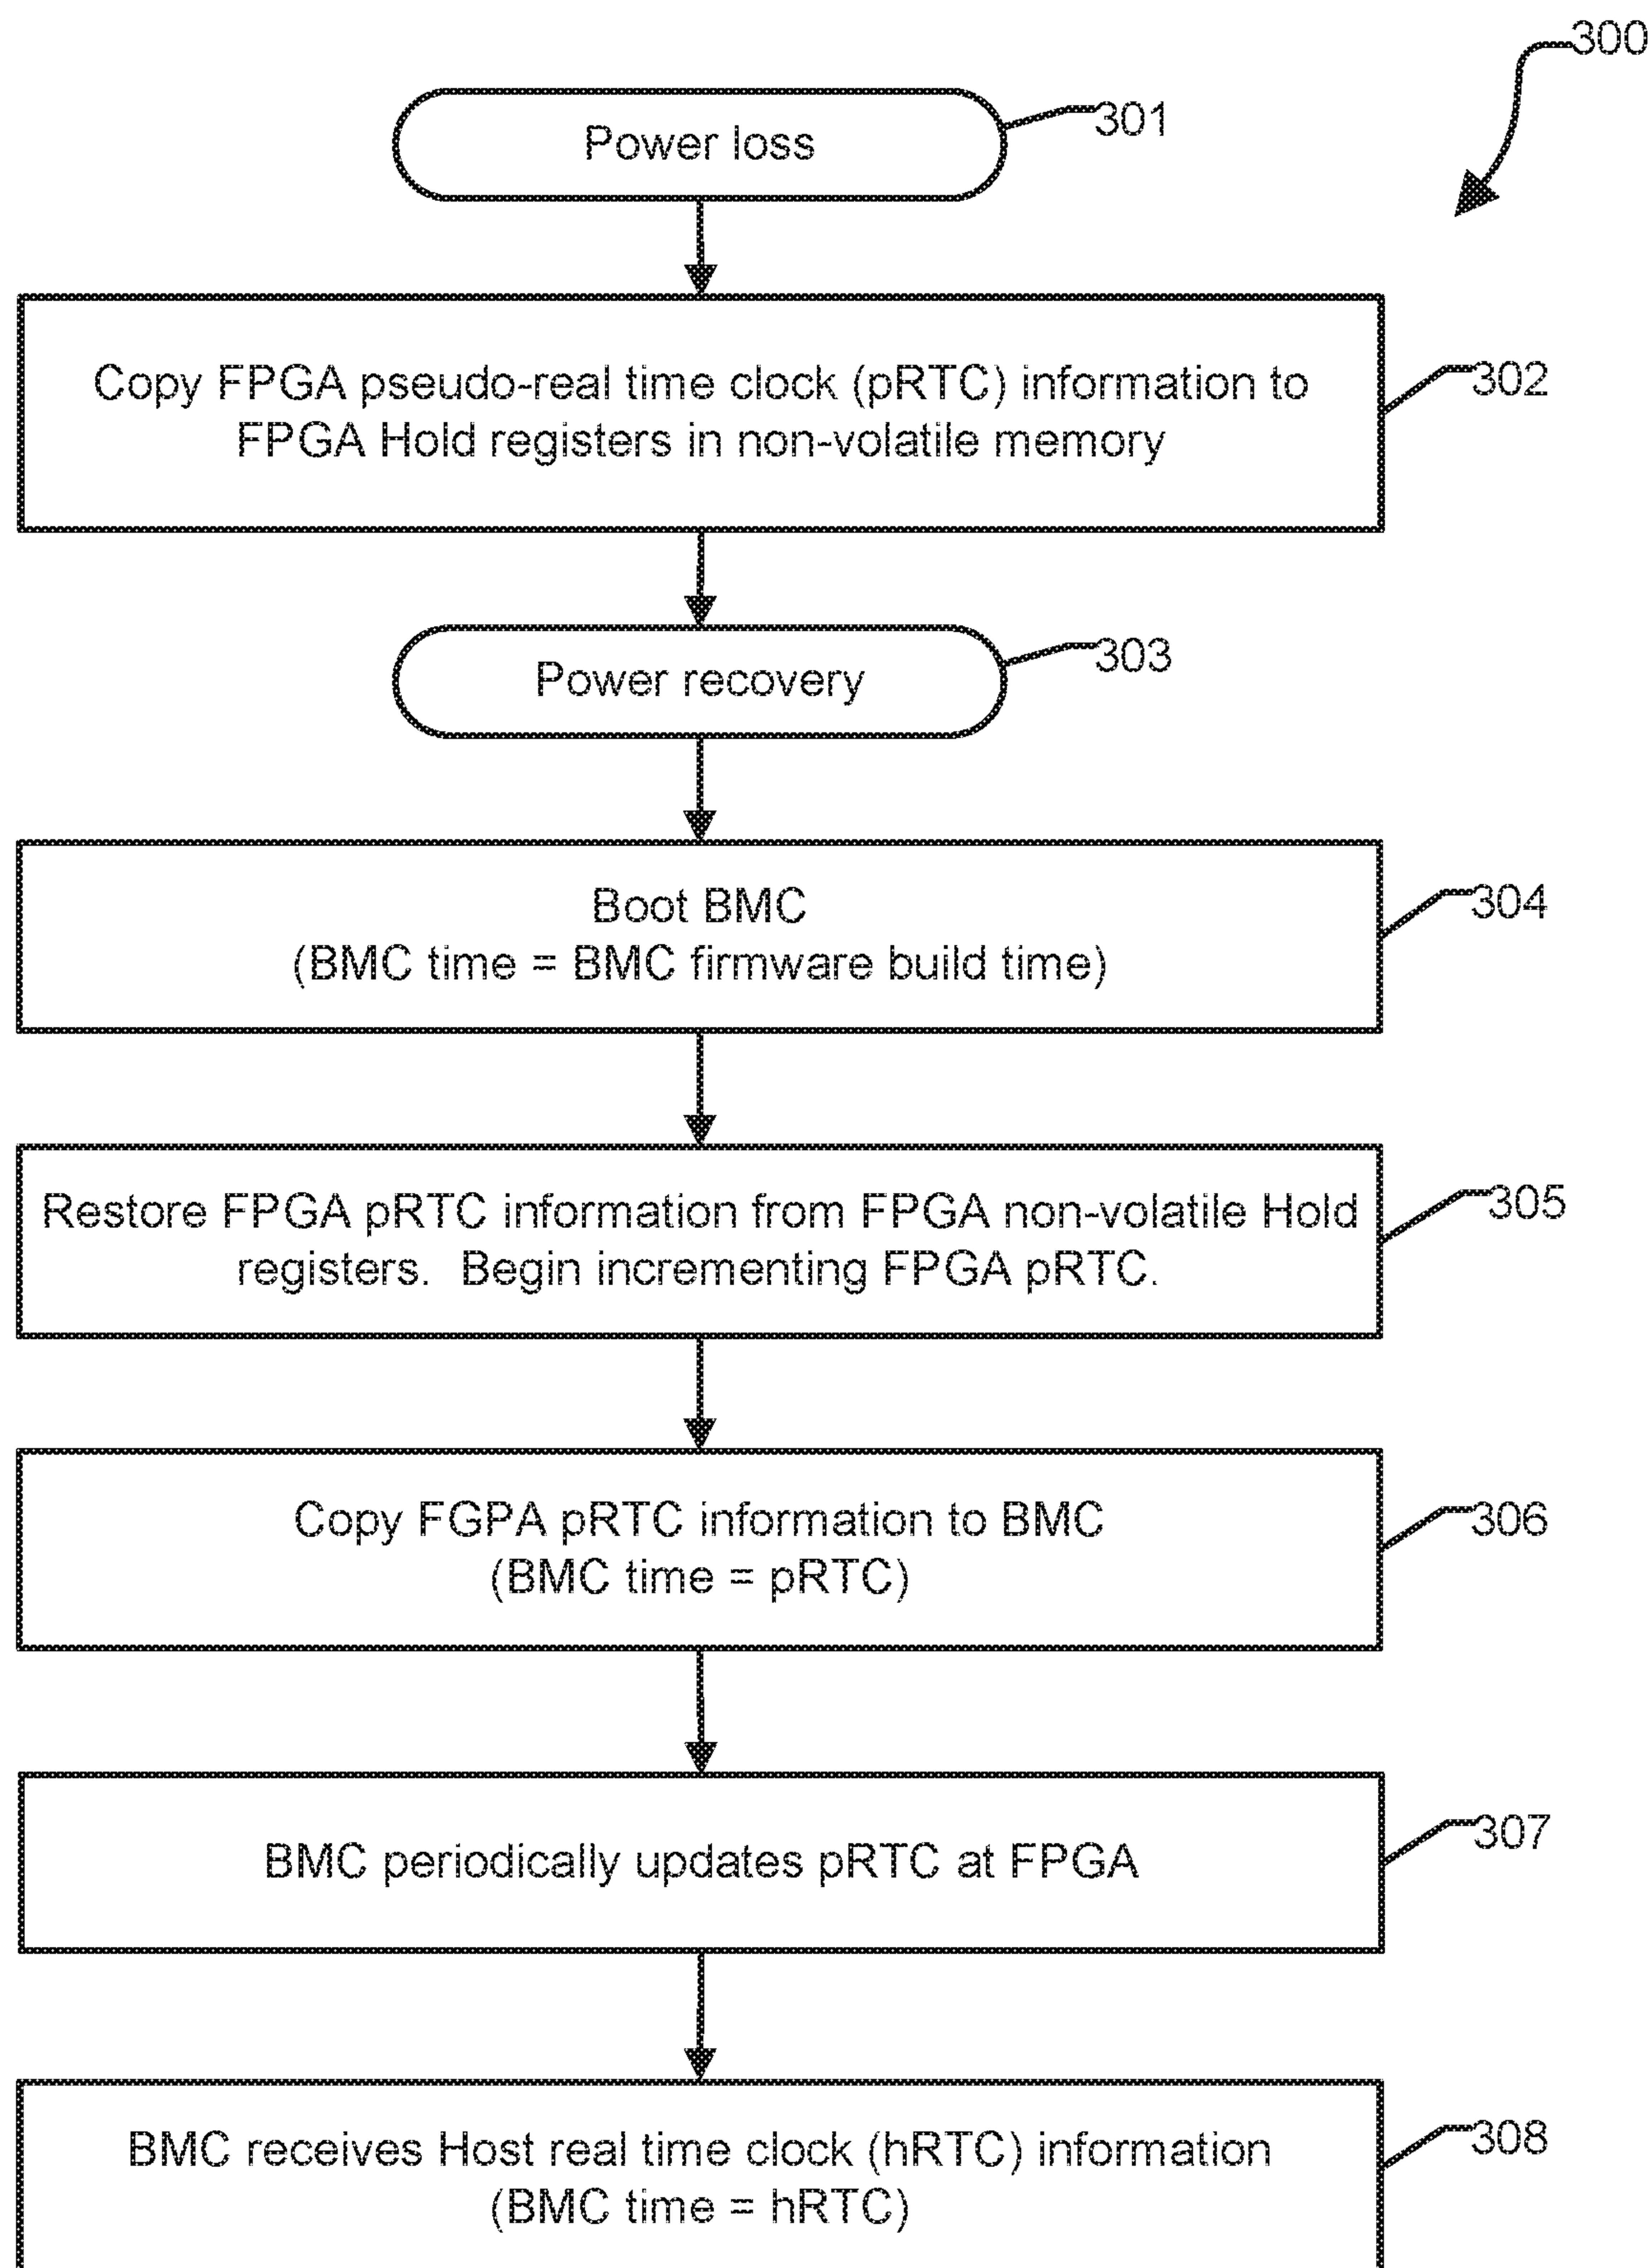 300
Power loss
301
Copy FPGA pseudo-real time clock (pRTC) information to
FPGA Hold registers in non-volatile memory
302
Power recovery
303
Boot BMC
(BMC time = BMC firmware build time)
304
Restore FPGA pRTC information from FPGA non-volatile Hold
registers.  Begin incrementing FPGA pRTC.
305
Copy FGPA pRTC information to BMC
(BMC time = pRTC)
306
BMC periodically updates pRTC at FPGA
307
BMC receives Host real time clock (hRTC) information
(BMC time = hRTC)
308